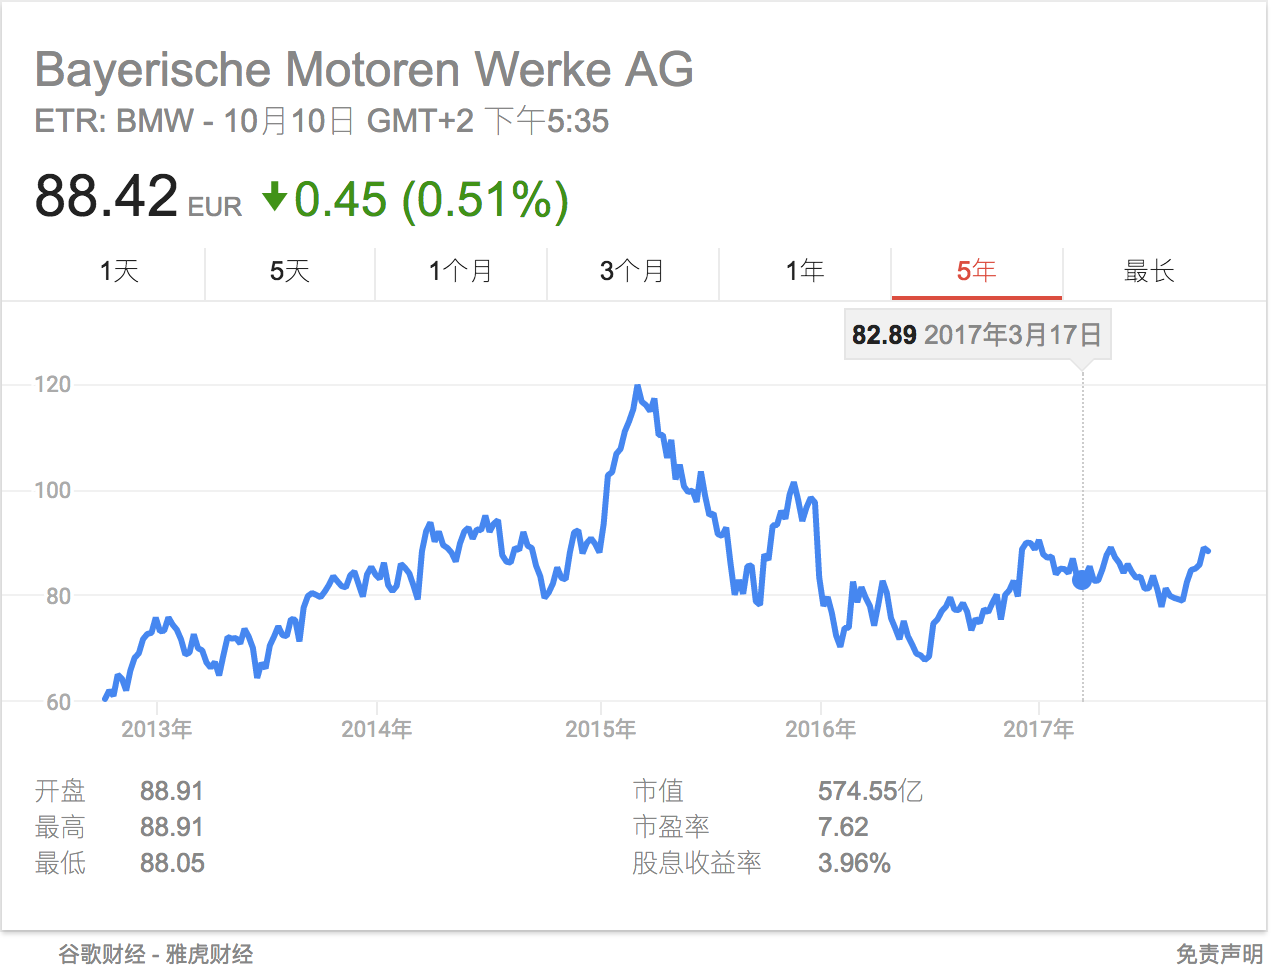 Bayerische Motoren Werke AG
ETR: BMW - 10月10日 GMT+2 下午5:35
88.42 EUR ↓0.45 (0.51%)
1天 5天 1个月 3个月 1年 5年 最长
82.89 2017年3月17日
120
100
80
60
2013年 2014年 2015年 2016年 2017年
开盘 88.91 市值 574.55亿
最高 88.91 市盈率 7.62
最低 88.05 股息收益率 3.96%
谷歌财经 - 雅虎财经 免责声明